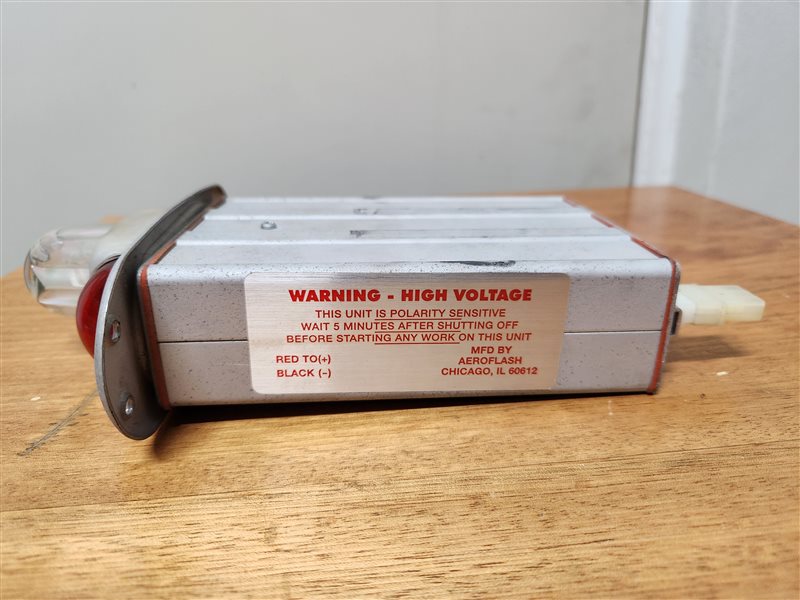 WARNING - HIGH VOLTAGE
THIS UNIT IS POLARITY SENSITIVE
WAIT 5 MINUTES AFTER SHUTTING OFF
BEFORE STARTING ANY WORK ON THIS UNIT
RED TO(+)
BLACK (-)
MFD BY
AEROFLASH
CHICAGO, IL 60612